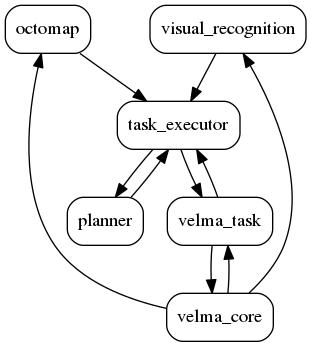 octomap
visual_recognition
task_executor
planner
velma_task
velma_core